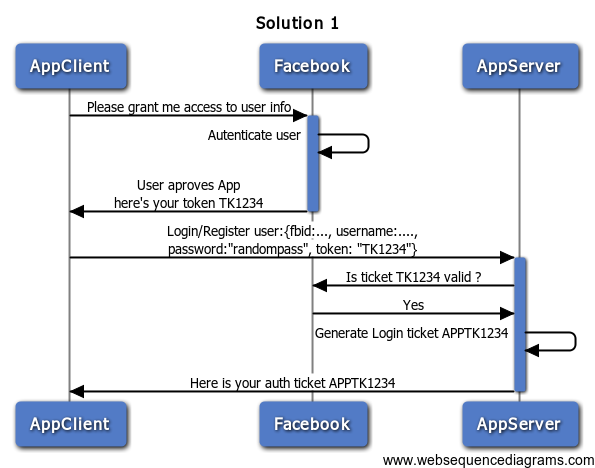 Solution 1
AppClient Facebook AppServer
Please grant me access to user info
Autenticate user
User aproves App
here's your token TK1234
Login/Register user:{fbid:..., username:....,
password:"randompass", token: "TK1234"}
Is ticket TK1234 valid ?
Yes
Generate Login ticket APPTK1234
Here is your auth ticket APPTK1234
AppClient Facebook AppServer
www.websequencediagrams.com